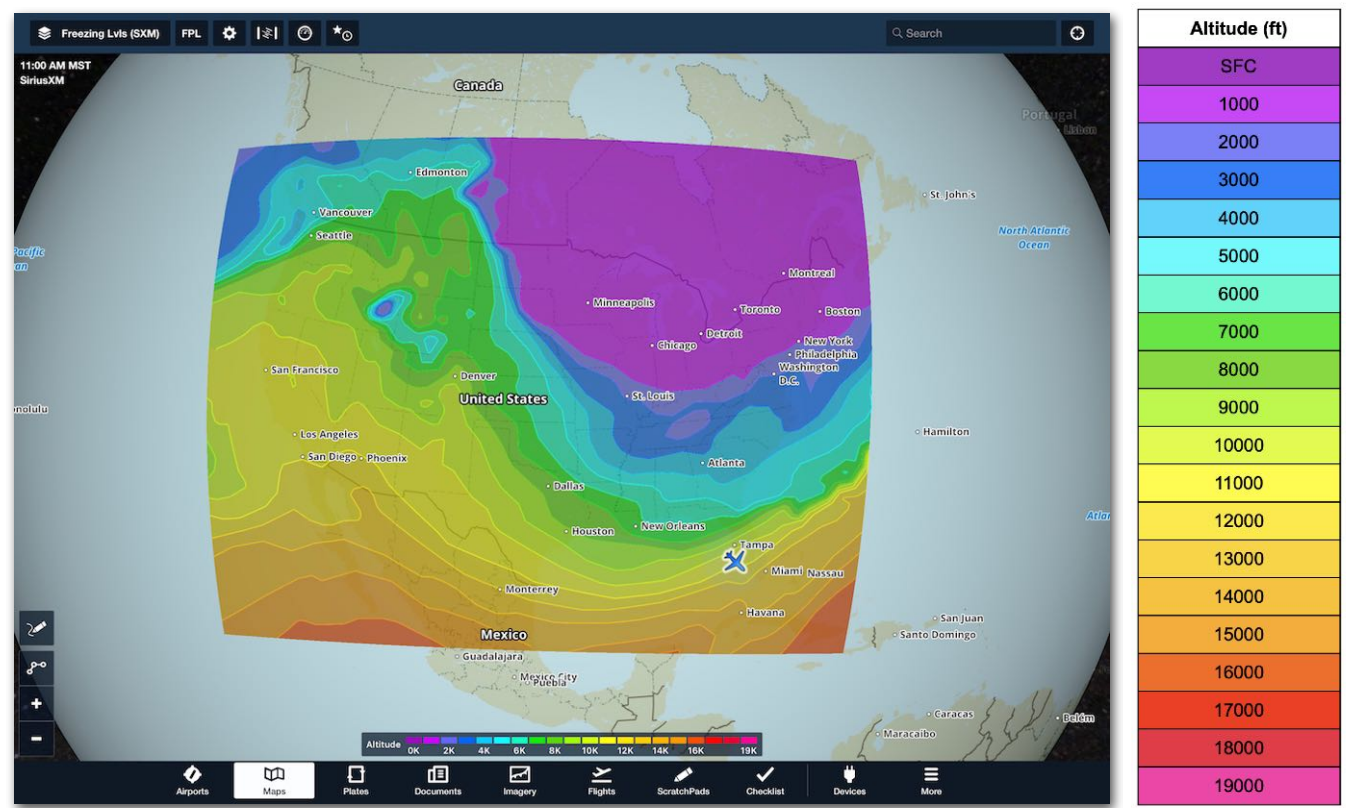 Freezing Lvls (SXM) FPL Search
11:00 AM MST
SiriusXM
Canada
Portugal
Lisbon
Edmonton
St. John's
Vancouver
Seattle
North Atlantic
Ocean
Pacific
an
Montreal
Minneapolis
Toronto
Boston
Detroit
Chicago
New York
Philadelphia
Washington
D.C.
San Francisco
Denver
United States
St. Louis
onolulu
Hamilton
Los Angeles
San Diego
Phoenix
Atlanta
Dallas
Atlan
New Orleans
Houston
Tampa
Miami
Nassau
Monterrey
Havana
San Juan
Mexico
Santo Domingo
Guadalajara
Mexico City
Puebla
Caracas
Belém
Maracaibo
Altitude 0K 2K 4K 6K 8K 10K 12K 14K 16K 19K
Airports Maps Plates Documents Imagery Flights ScratchPads Checklist Devices More
Altitude (ft)
SFC
1000
2000
3000
4000
5000
6000
7000
8000
9000
10000
11000
12000
13000
14000
15000
16000
17000
18000
19000